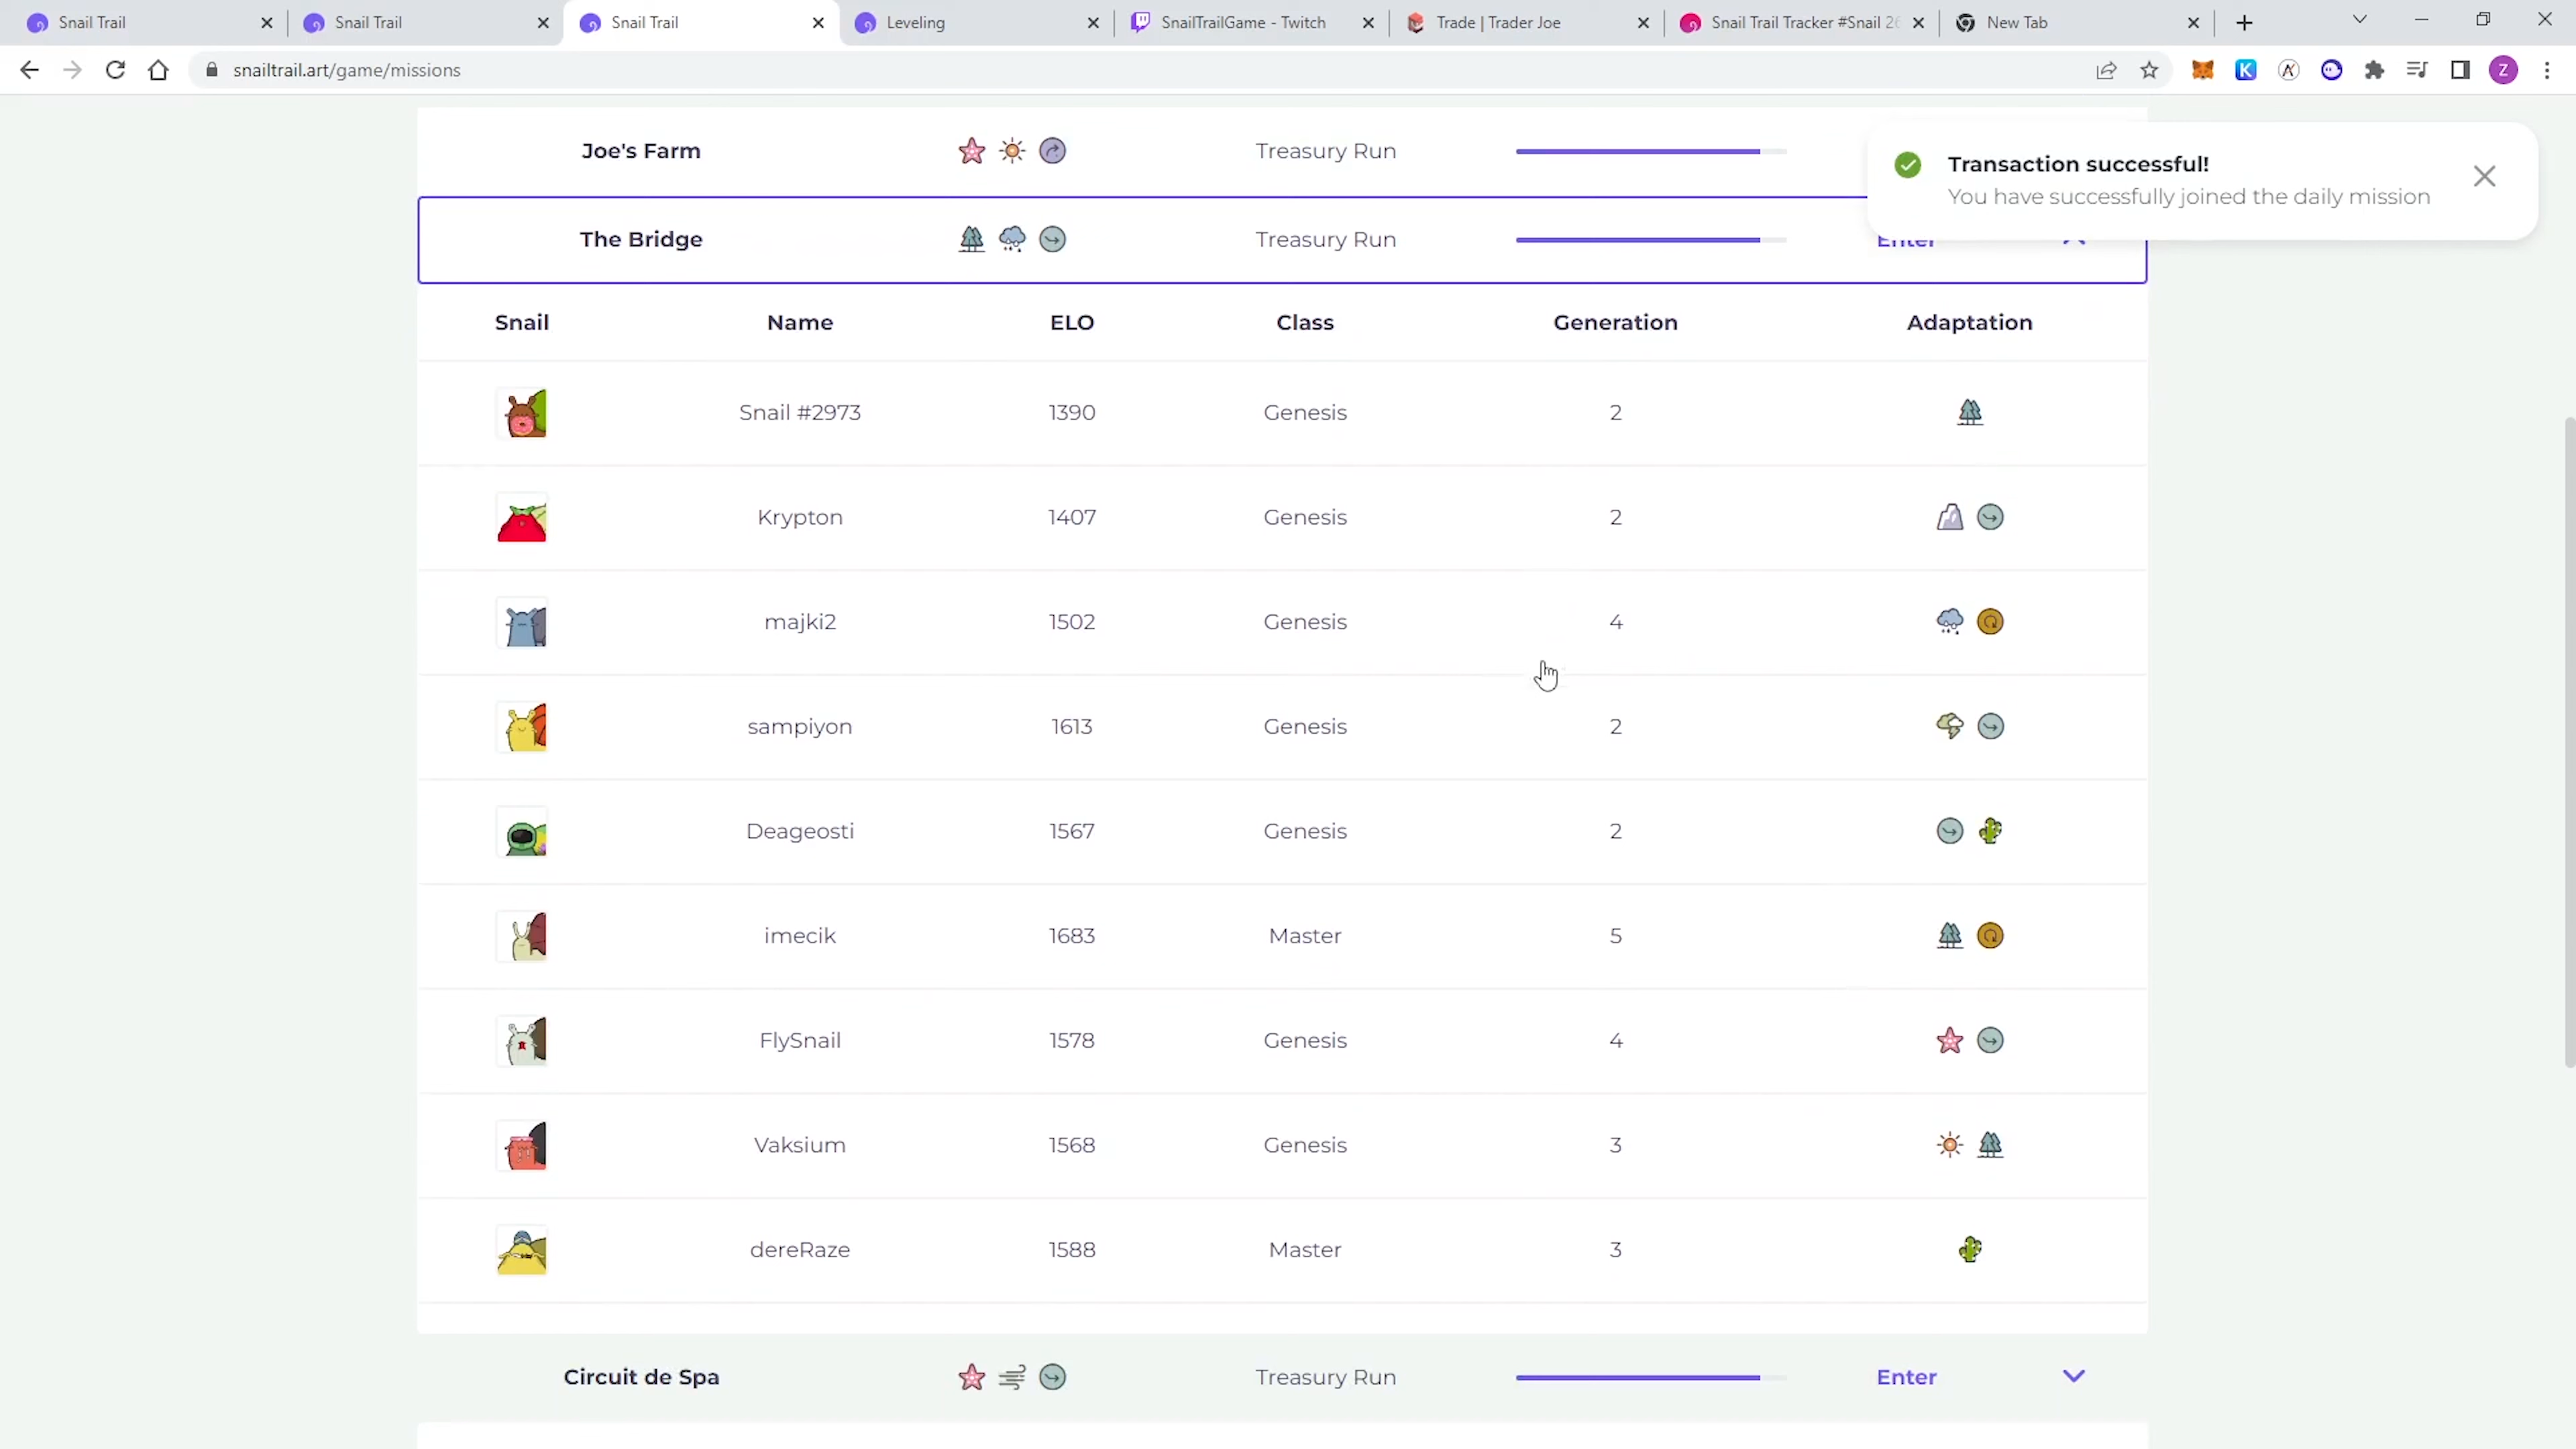 Snail Trail
Snail Trail
Snail Trail
Leveling
SnailTrailGame - Twitch
Trade | Trader Joe
Snail Trail Tracker #Snail 26
New Tab
snailtrail.art/game/missions
K
Z
Joe's Farm Treasury Run
Transaction successful!
You have successfully joined the daily mission
The Bridge Treasury Run Enter
Snail Name ELO Class Generation Adaptation
Snail #2973 1390 Genesis 2
Krypton 1407 Genesis 2
majki2 1502 Genesis 4
sampiyon 1613 Genesis 2
Deageosti 1567 Genesis 2
imecik 1683 Master 5
FlySnail 1578 Genesis 4
Vaksium 1568 Genesis 3
dereRaze 1588 Master 3
Circuit de Spa Treasury Run Enter